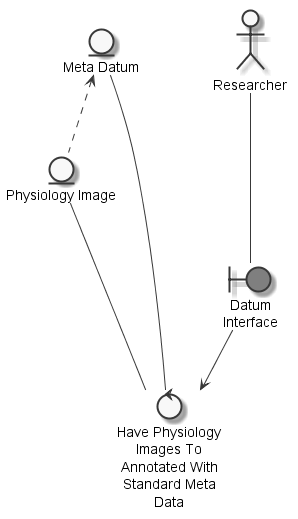 Meta Datum
Researcher
Physiology Image
Datum
Interface
Have Physiology
Images To
Annotated With
Standard Meta
Data